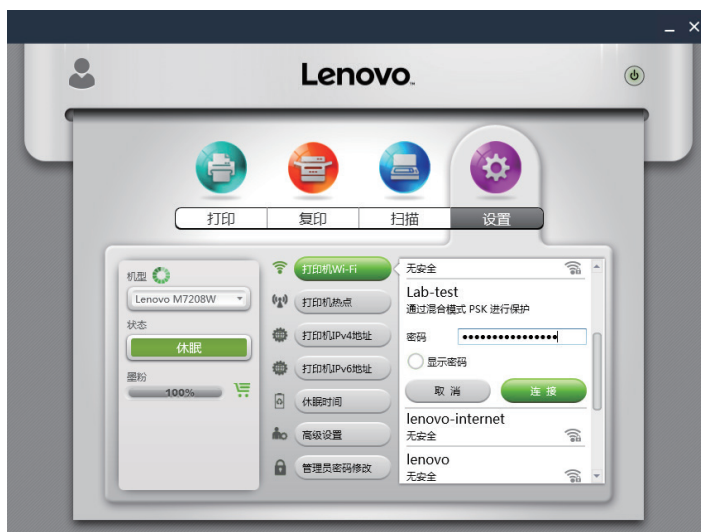 Lenovo
打印
复印
扫描
设置
机型
Lenovo M7208W
状态
休眠
墨粉
100%
打印机Wi-Fi
打印机热点
打印机IPv4地址
打印机IPv6地址
休眠时间
高级设置
管理员密码修改
无安全
Lab-test
通过混合模式 PSK 进行保护
密码 ••••••••••••••••
显示密码
取 消
连 接
lenovo-internet
无安全
lenovo
无安全